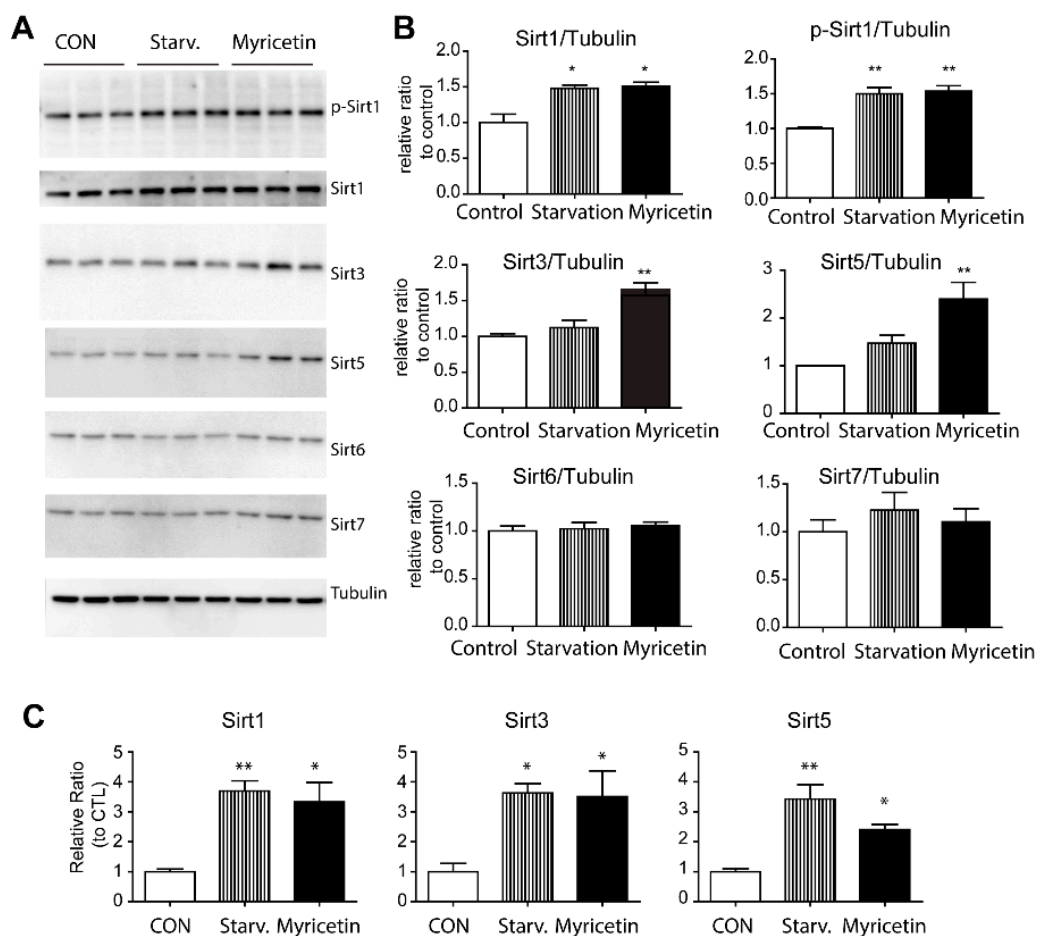 A
CON Starv. Myricetin
p-Sirt1
Sirt1
Sirt3
Sirt5
Sirt6
Sirt7
Tubulin
B
Sirt1/Tubulin
relative ratio
to control
2.0
1.5
1.0
0.5
0.0
* *
Control Starvation Myricetin
p-Sirt1/Tubulin
2.0
1.5
1.0
0.5
0.0
** **
Control Starvation Myricetin
Sirt3/Tubulin
relative ratio
to control
2.0
1.5
1.0
0.5
0.0
**
Control Starvation Myricetin
Sirt5/Tubulin
3
2
1
0
**
Control Starvation Myricetin
Sirt6/Tubulin
relative ratio
to control
1.5
1.0
0.5
0.0
Control Starvation Myricetin
Sirt7/Tubulin
1.5
1.0
0.5
0.0
Control Starvation Myricetin
C
Sirt1
Relative Ratio
(to CTL)
5
4
3
2
1
0
** *
CON Starv. Myricetin
Sirt3
5
4
3
2
1
0
* *
CON Starv. Myricetin
Sirt5
5
4
3
2
1
0
** *
CON Starv. Myricetin